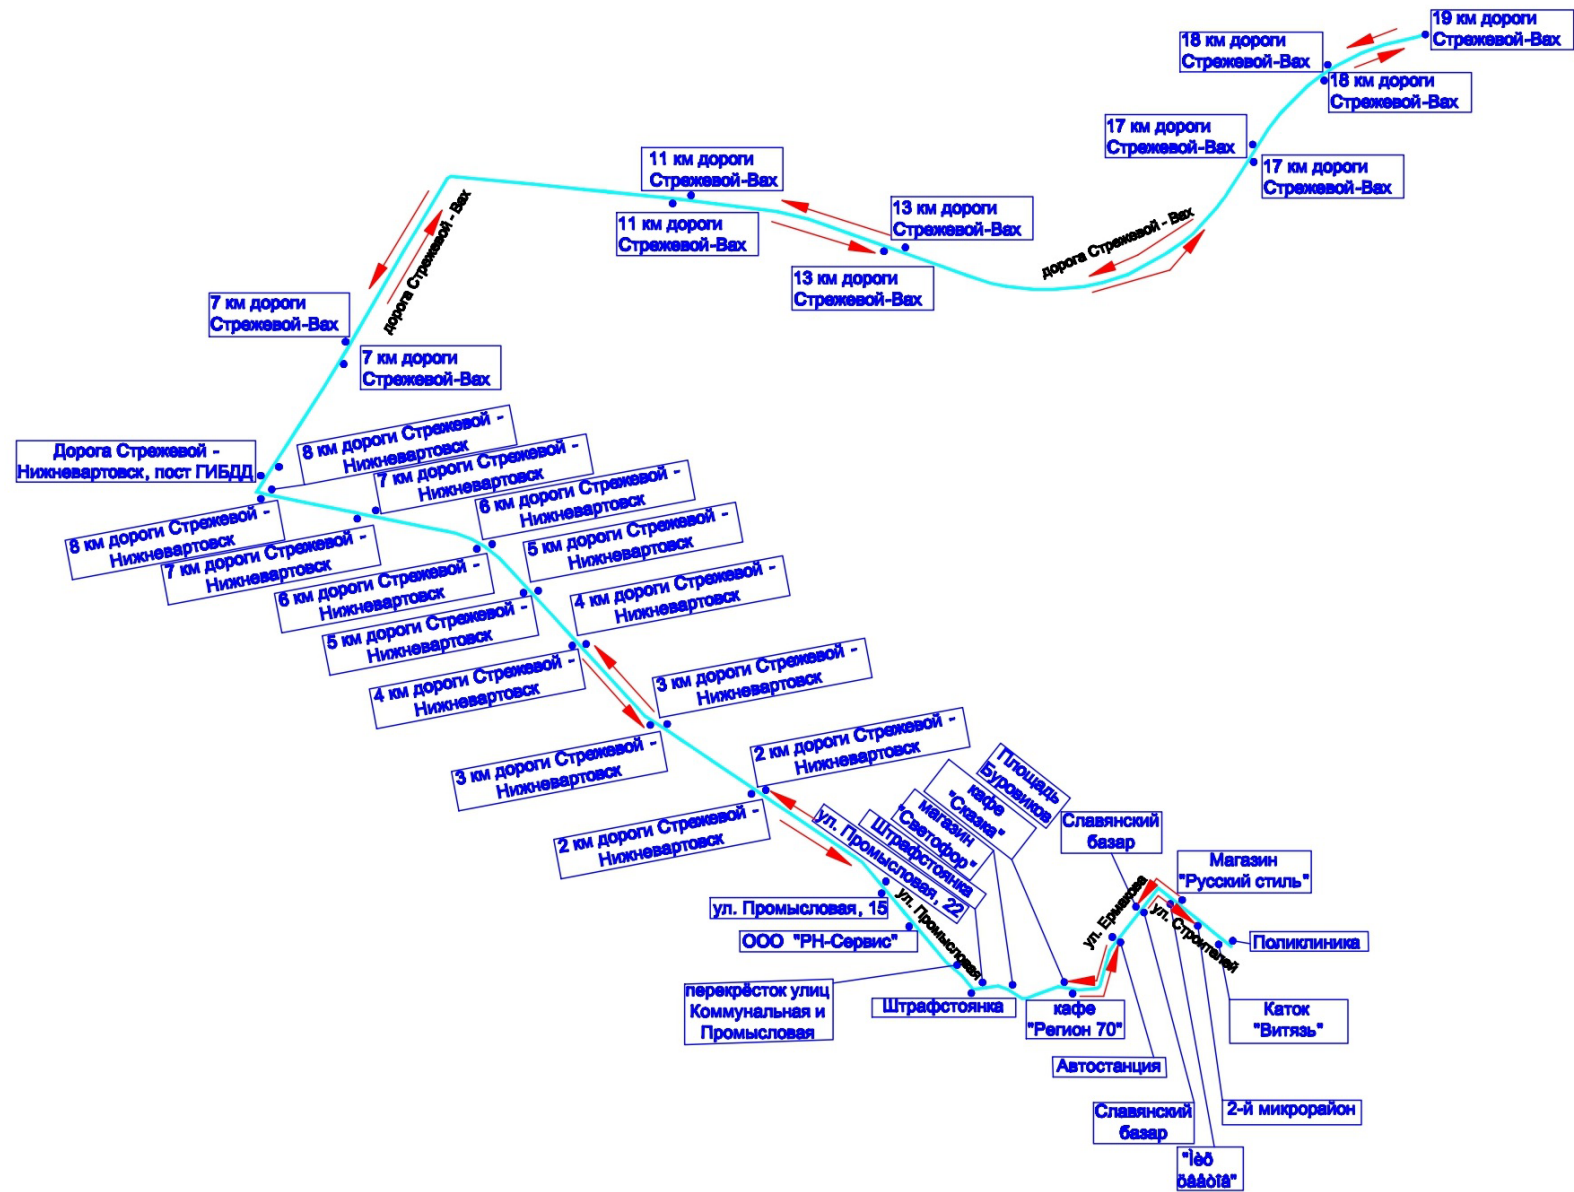 19 км дороги
Стрежевой-Вах
18 км дороги
Стрежевой-Вах
18 км дороги
Стрежевой-Вах
17 км дороги
Стрежевой-Вах
17 км дороги
Стрежевой-Вах
11 км дороги
Стрежевой-Вах
11 км дороги
Стрежевой-Вах
13 км дороги
Стрежевой-Вах
13 км дороги
Стрежевой-Вах
дорога Стрежевой - Вах
дорога Стрежевой - Вах
7 км дороги
Стрежевой-Вах
7 км дороги
Стрежевой-Вах
Дорога Стрежевой -
Нижневартовск, пост ГИБДД
8 км дороги Стрежевой -
Нижневартовск
7 км дороги Стрежевой -
Нижневартовск
6 км дороги Стрежевой -
Нижневартовск
5 км дороги Стрежевой -
Нижневартовск
4 км дороги Стрежевой -
Нижневартовск
3 км дороги Стрежевой -
Нижневартовск
2 км дороги Стрежевой -
Нижневартовск
8 км дороги Стрежевой -
Нижневартовск
7 км дороги Стрежевой -
Нижневартовск
6 км дороги Стрежевой -
Нижневартовск
5 км дороги Стрежевой -
Нижневартовск
4 км дороги Стрежевой -
Нижневартовск
3 км дороги Стрежевой -
Нижневартовск
2 км дороги Стрежевой -
Нижневартовск
Площадь
Буровиков
кафе
"Сказка"
магазин
"Светофор"
Штрафстоянка
ул. Промысловая, 22
ул. Промысловая
Славянский
базар
Магазин
"Русский стиль"
ул. Ермакова
ул. Строителей
Поликлиника
ул. Промысловая, 15
ООО "РН-Сервис"
перекрёсток улиц
Коммунальная и
Промысловая
Штрафстоянка
кафе
"Регион 70"
Каток
"Витязь"
Автостанция
Славянский
базар
2-й микрорайон
"Ìèð
öâåòîâ"